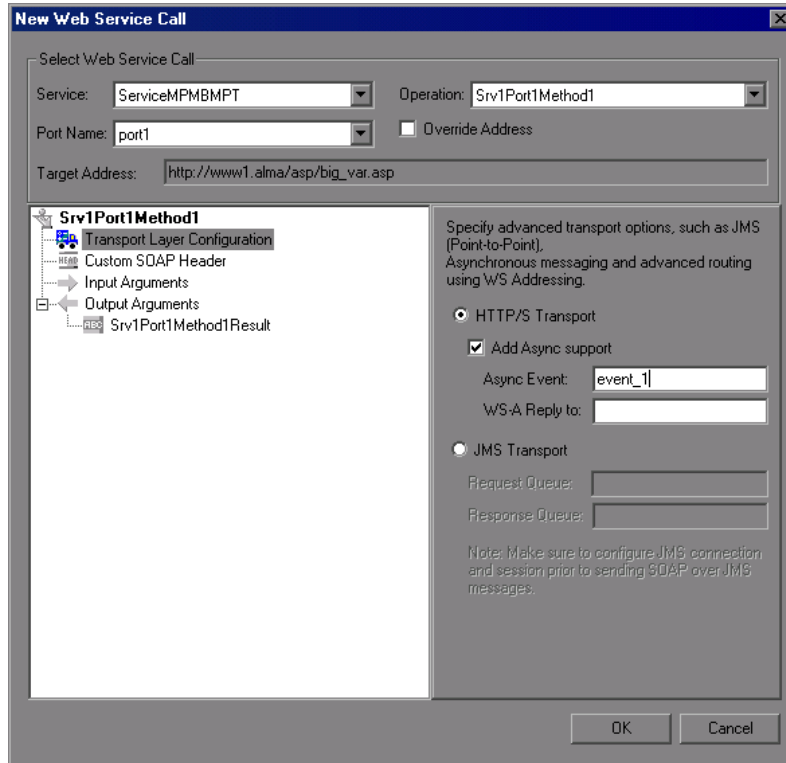 New Web Service Call
Select Web Service Call
Service: ServiceMPMBMPT Operation: Srv1Port1Method1
Port Name: port1 Override Address
Target Address: http://www1.alma/asp/big_var.asp
Srv1Port1Method1
Transport Layer Configuration
HEAD Custom SOAP Header
Input Arguments
Output Arguments
ABC Srv1Port1Method1Result
Specify advanced transport options, such as JMS
(Point-to-Point),
Asynchronous messaging and advanced routing
using WS Addressing.
HTTP/S Transport
Add Async support
Async Event: event_1
WS-A Reply to:
JMS Transport
Request Queue:
Response Queue:
Note: Make sure to configure JMS connection
and session prior to sending SOAP over JMS
messages.
OK Cancel